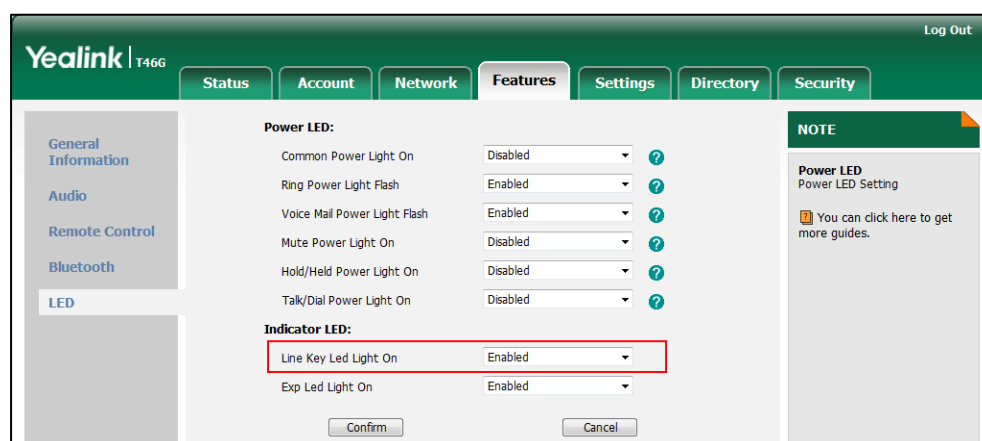 Log Out
Yealink T46G
Status Account Network Features Settings Directory Security
General
Information
Audio
Remote Control
Bluetooth
LED
Power LED:
Common Power Light On Disabled ?
Ring Power Light Flash Enabled ?
Voice Mail Power Light Flash Enabled ?
Mute Power Light On Disabled ?
Hold/Held Power Light On Disabled ?
Talk/Dial Power Light On Disabled ?
Indicator LED:
Line Key Led Light On Enabled
Exp Led Light On Enabled
Confirm Cancel
NOTE
Power LED
Power LED Setting
? You can click here to get
more guides.